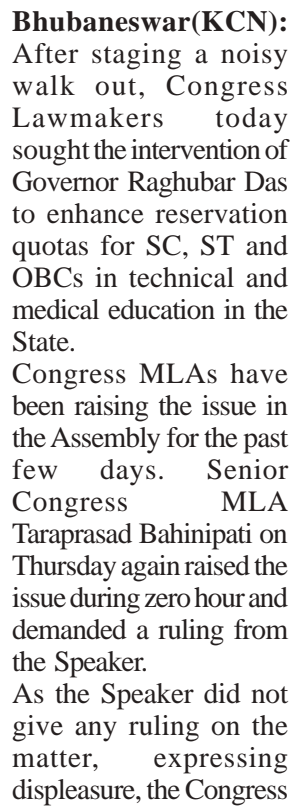 Bhubaneswar(KCN):
After staging a noisy
walk out, Congress
Lawmakers today
sought the intervention of
Governor Raghubar Das
to enhance reservation
quotas for SC, ST and
OBCs in technical and
medical education in the
State.
Congress MLAs have
been raising the issue in
the Assembly for the past
few days. Senior
Congress MLA
Taraprasad Bahinipati on
Thursday again raised the
issue during zero hour and
demanded a ruling from
the Speaker.
As the Speaker did not
give any ruling on the
matter, expressing
displeasure, the Congress